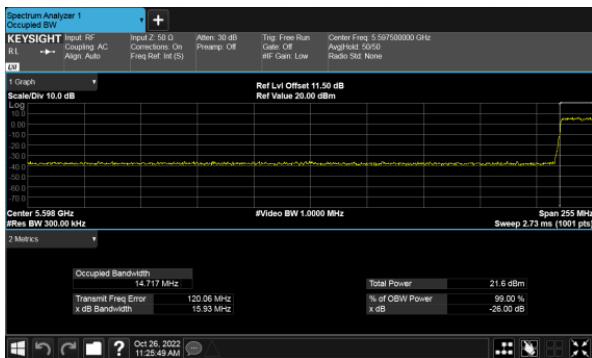 Spectrum Analyzer 1
Occupied BW
KEYSIGHT
Input: RF
Input Z: 50 Ω
Atten: 30 dB
Trig: Free Run
Center Freq: 5.597500000 GHz
RL
Coupling: AC
Corrections: On
Preamp: Off
Gate: Off
Avg|Hold: 50/50
Align: Auto
Freq Ref: Int (S)
#IF Gain: Low
Radio Std: None
LXI
1 Graph
Ref Lvl Offset 11.50 dB
Scale/Div 10.0 dB
Ref Value 20.00 dBm
Log
10.0
0.00
-10.0
-20.0
-30.0
-40.0
-50.0
-60.0
-70.0
Center 5.598 GHz
#Video BW 1.0000 MHz
Span 255 MHz
#Res BW 300.00 kHz
Sweep 2.73 ms (1001 pts)
2 Metrics
Occupied Bandwidth
14.717 MHz
Total Power
21.6 dBm
Transmit Freq Error
120.06 MHz
% of OBW Power
99.00 %
x dB Bandwidth
15.93 MHz
x dB
-26.00 dB
Oct 26, 2022
11:25:49 AM